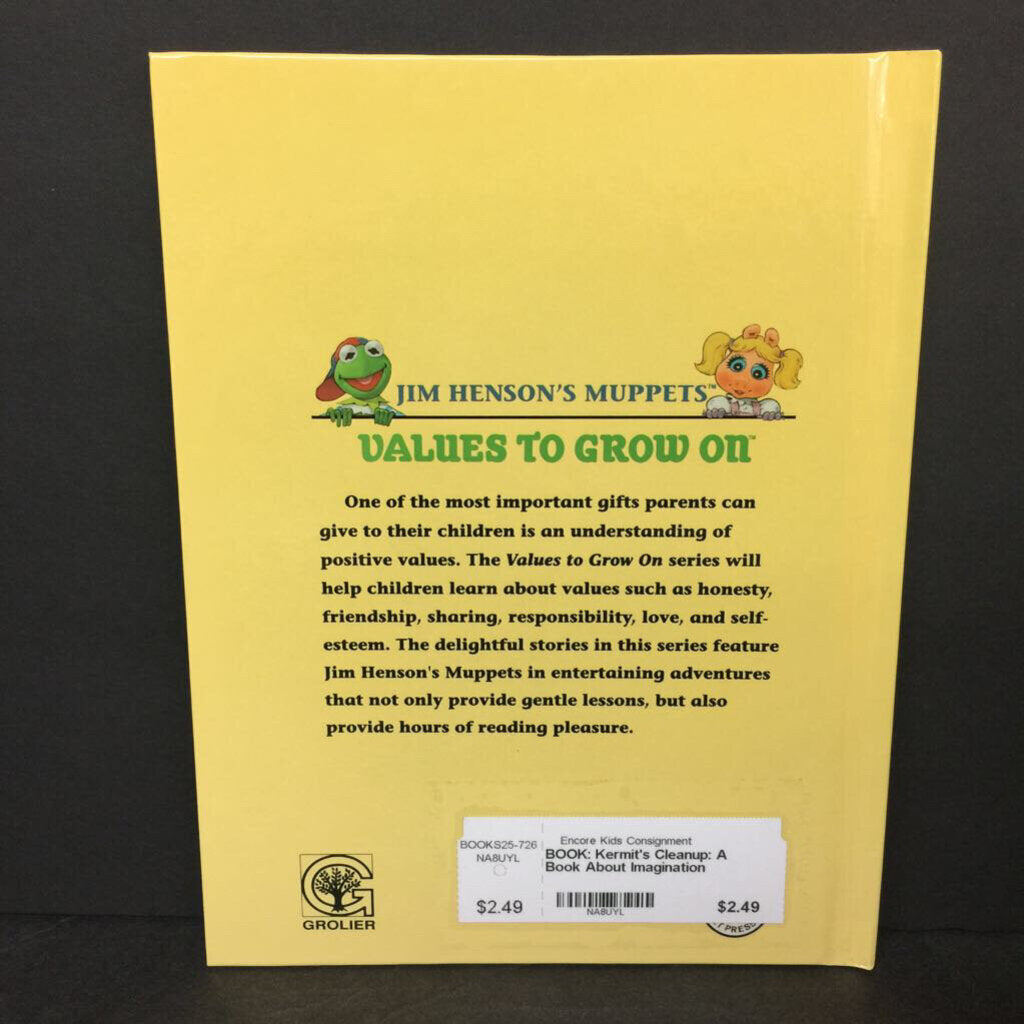 JIM HENSON'S MUPPETS™
VALUES TO GROW ON™
One of the most important gifts parents can
give to their children is an understanding of
positive values. The Values to Grow On series will
help children learn about values such as honesty,
friendship, sharing, responsibility, love, and self-
esteem. The delightful stories in this series feature
Jim Henson's Muppets in entertaining adventures
that not only provide gentle lessons, but also
provide hours of reading pleasure.
G
GROLIER
BOOKS25-726
NA8UYL
$2.49
Encore Kids Consignment
BOOK: Kermit's Cleanup: A
Book About Imagination
NA8UYL
$2.49
PRESS